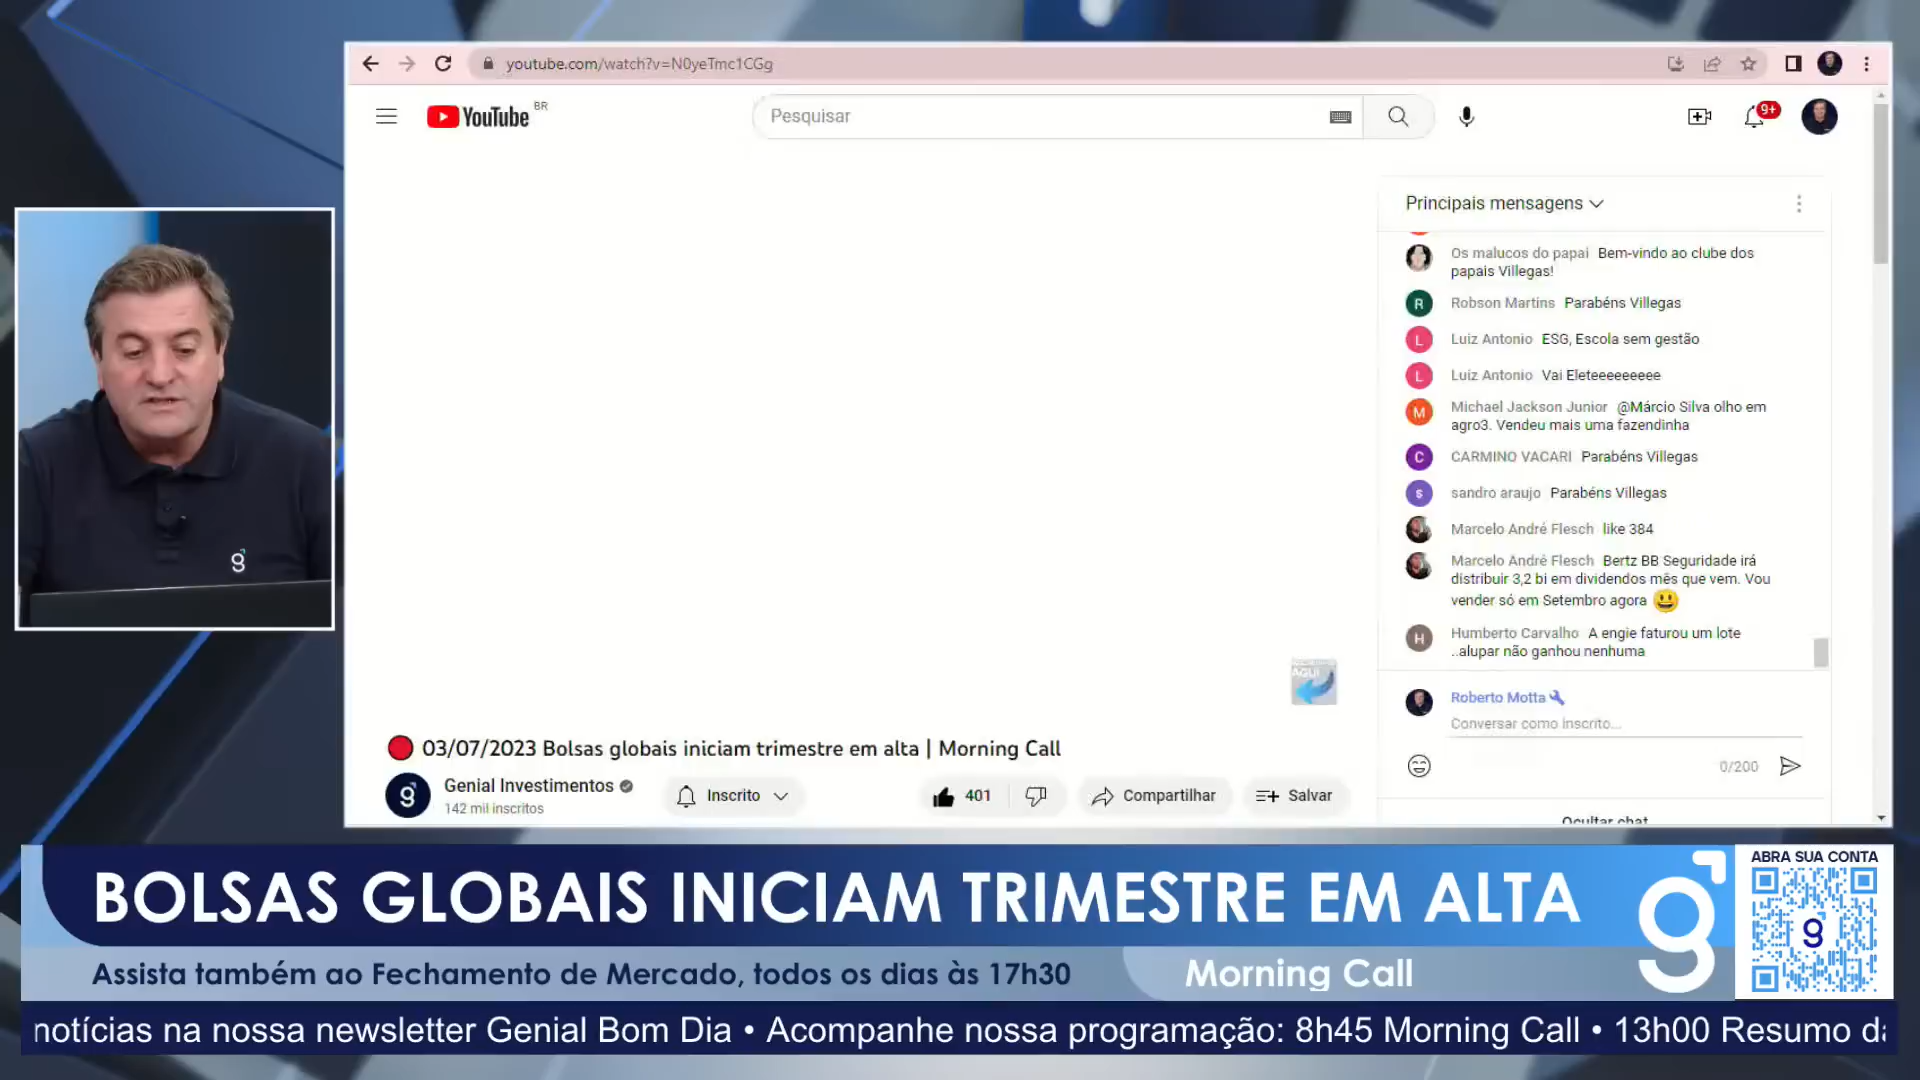 youtube.com/watch?v=N0yeTmc1CGg
YouTube BR
Pesquisar
9+
Principais mensagens
Os malucos do papai Bem-vindo ao clube dos
papais Villegas!
R Robson Martins Parabéns Villegas
L Luiz Antonio ESG, Escola sem gestão
L Luiz Antonio Vai Eleteeeeeeeee
M Michael Jackson Junior @Márcio Silva olho em
agro3. Vendeu mais uma fazendinha
C CARMINO VACARI Parabéns Villegas
s sandro araujo Parabéns Villegas
Marcelo André Flesch like 384
Marcelo André Flesch Bertz BB Seguridade irá
distribuir 3,2 bi em dividendos mês que vem. Vou
vender só em Setembro agora
H Humberto Carvalho A engie faturou um lote
..alupar não ganhou nenhuma
AQUI
Roberto Motta
Conversar como inscrito...
0/200
Ocultar chat
03/07/2023 Bolsas globais iniciam trimestre em alta | Morning Call
Genial Investimentos
142 mil inscritos
Inscrito
401
Compartilhar
Salvar
BOLSAS GLOBAIS INICIAM TRIMESTRE EM ALTA
ABRA SUA CONTA
Assista também ao Fechamento de Mercado, todos os dias às 17h30
Morning Call
notícias na nossa newsletter Genial Bom Dia • Acompanhe nossa programação: 8h45 Morning Call • 13h00 Resumo da